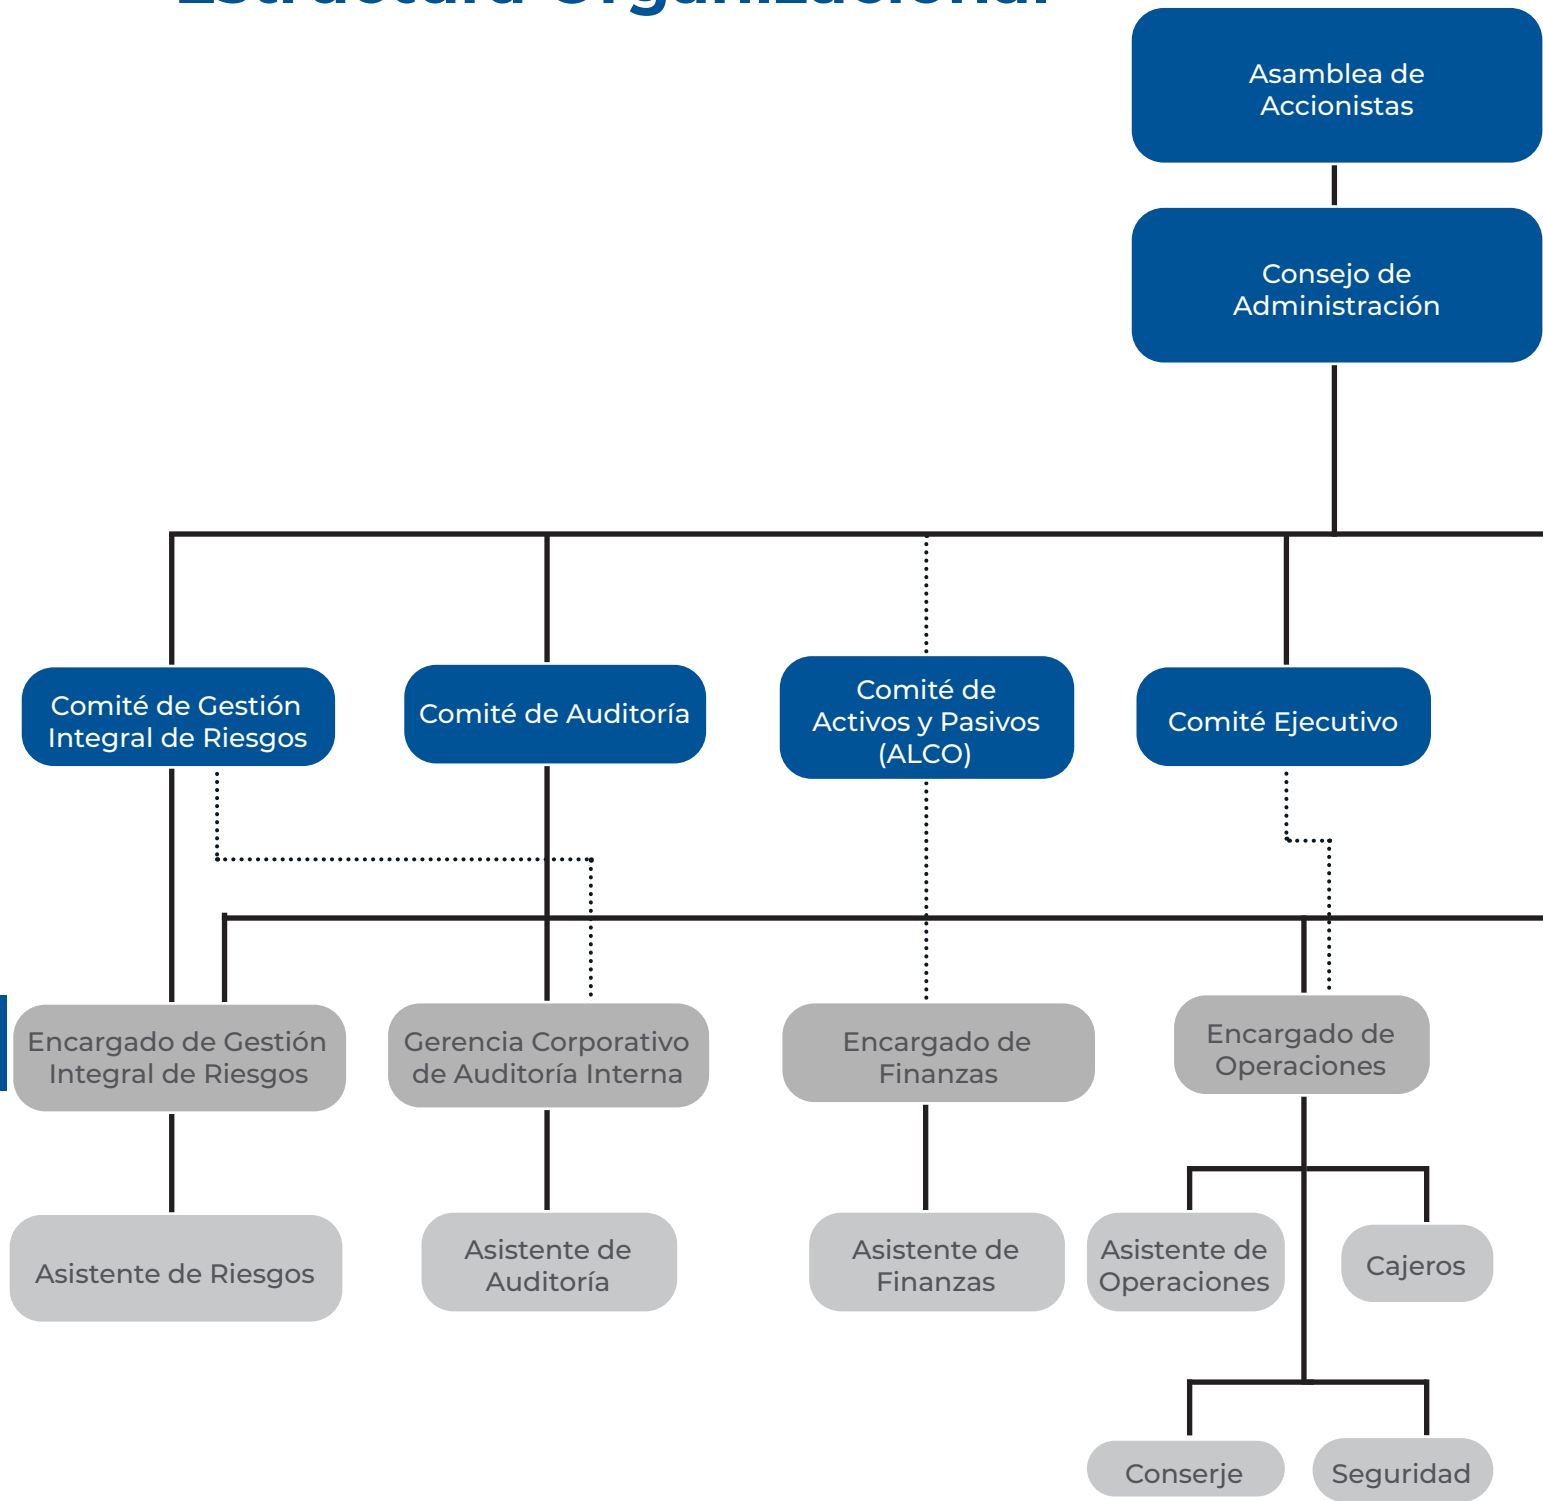 Estructura Organizacional
Asamblea de
Accionistas
Consejo de
Administración
Comité de Gestión
Integral de Riesgos
Comité de Auditoría
Comité de
Activos y Pasivos
(ALCO)
Comité Ejecutivo
Encargado de Gestión
Integral de Riesgos
Gerencia Corporativo
de Auditoría Interna
Encargado de
Finanzas
Encargado de
Operaciones
Asistente de Riesgos
Asistente de
Auditoría
Asistente de
Finanzas
Asistente de
Operaciones
Cajeros
Conserje
Seguridad